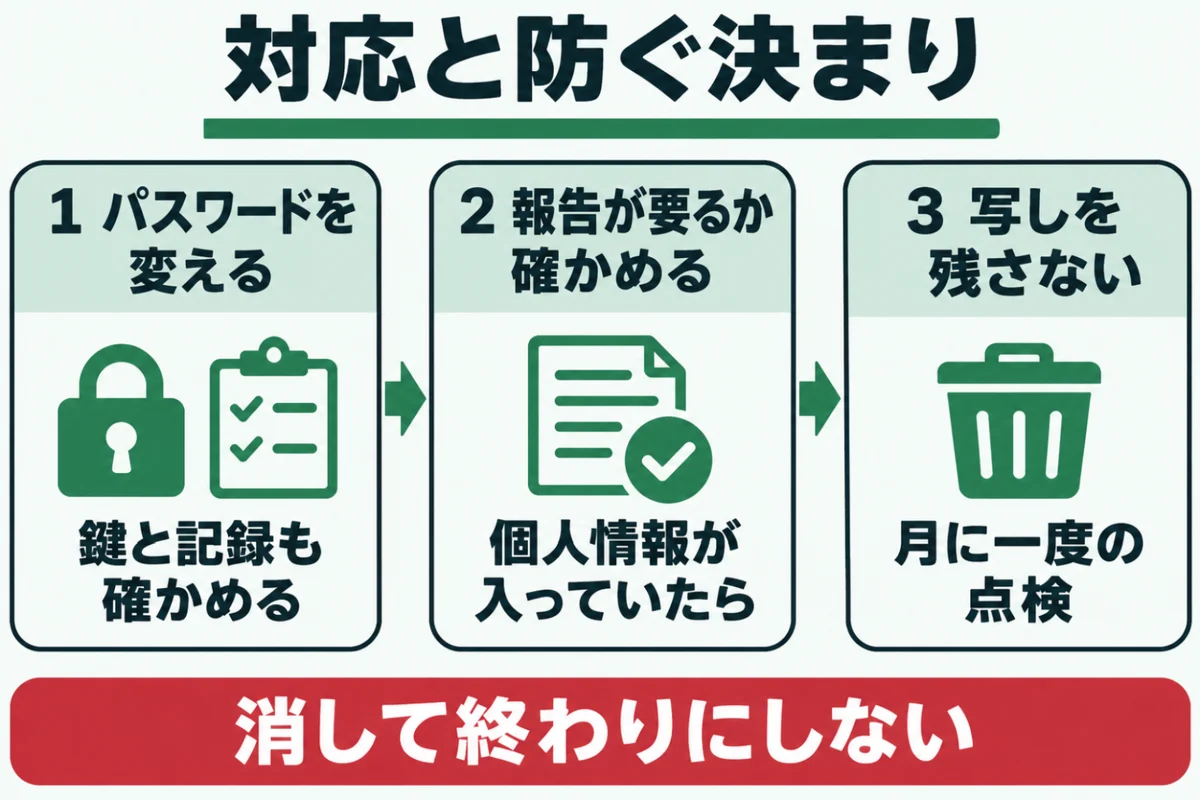 対応と防ぐ決まり
1 パスワードを
変える
鍵と記録も
確かめる
2 報告が要るか
確かめる
個人情報が
入っていたら
3 写しを
残さない
月に一度の
点検
消して終わりにしない